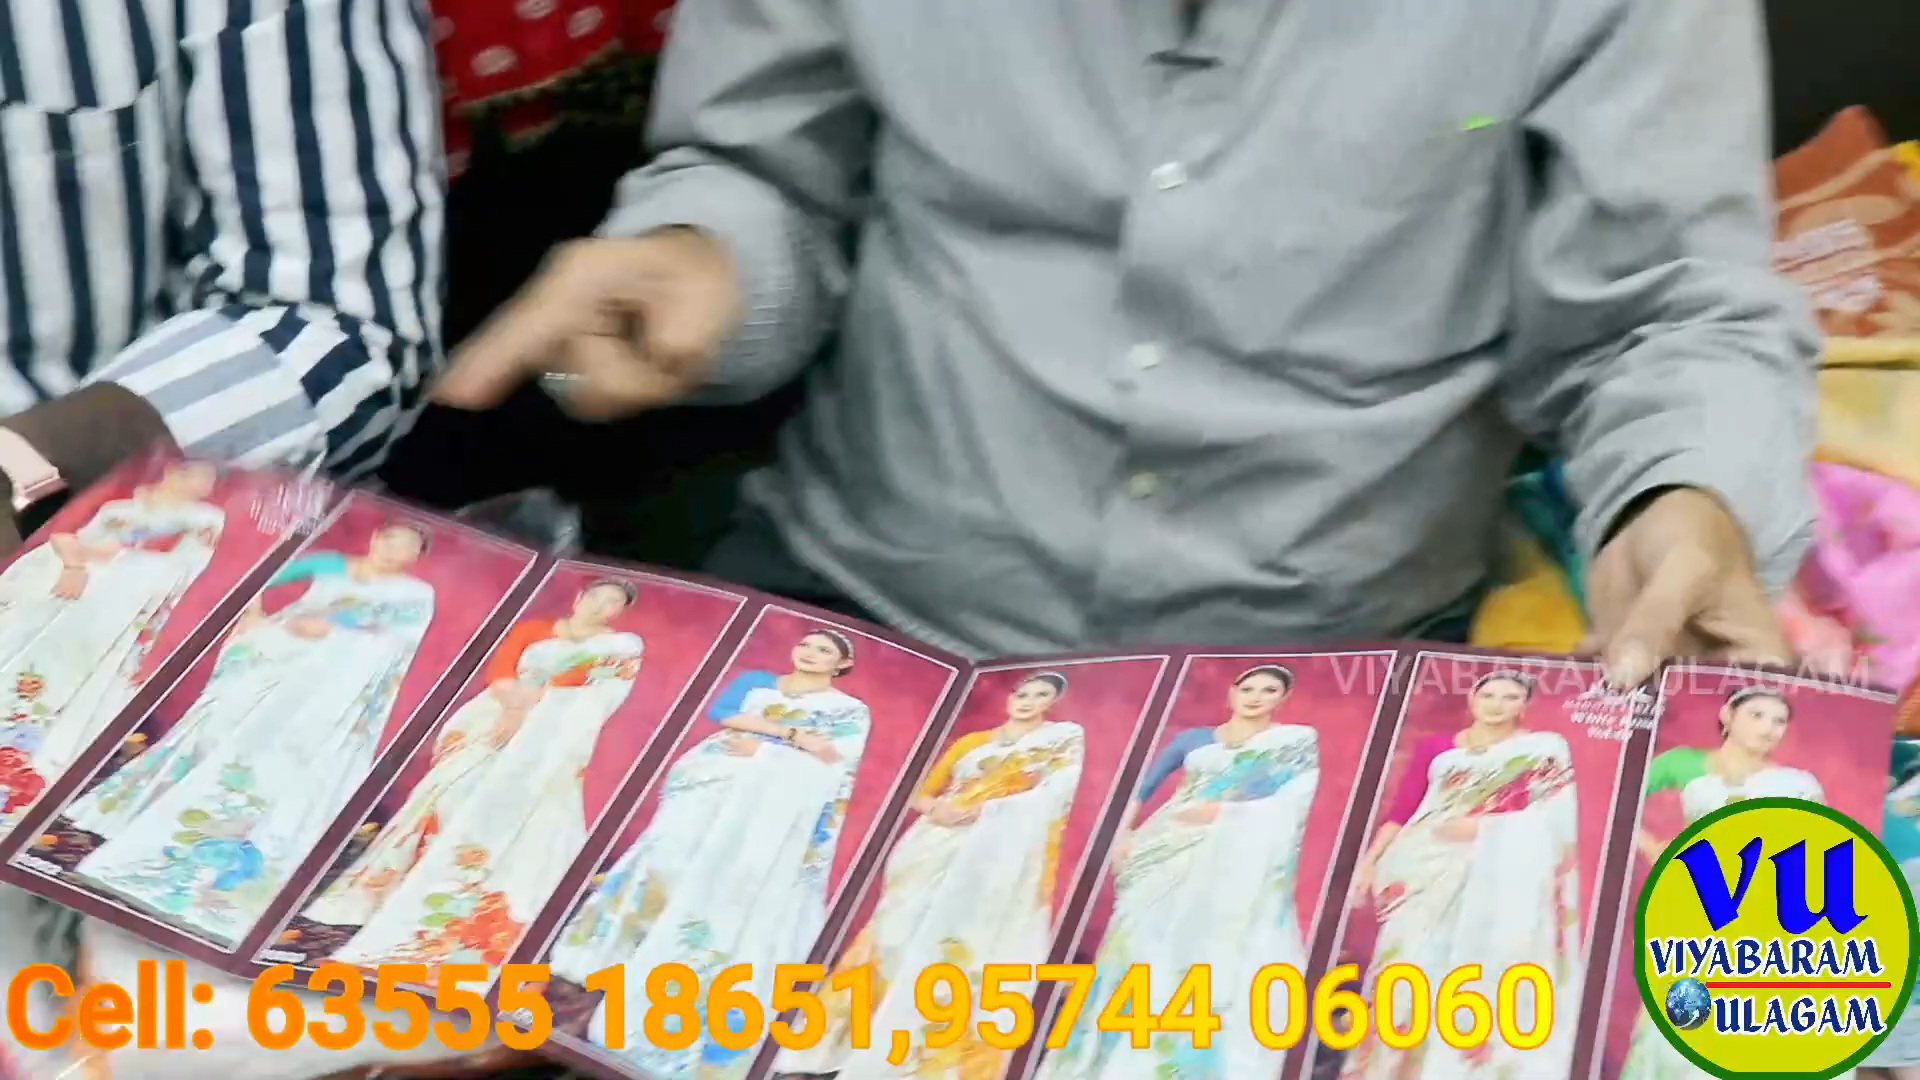 VIYABARAM ULAGAM
VU
VIYABARAM
ULAGAM
Cell: 63555 18651,95744 06060